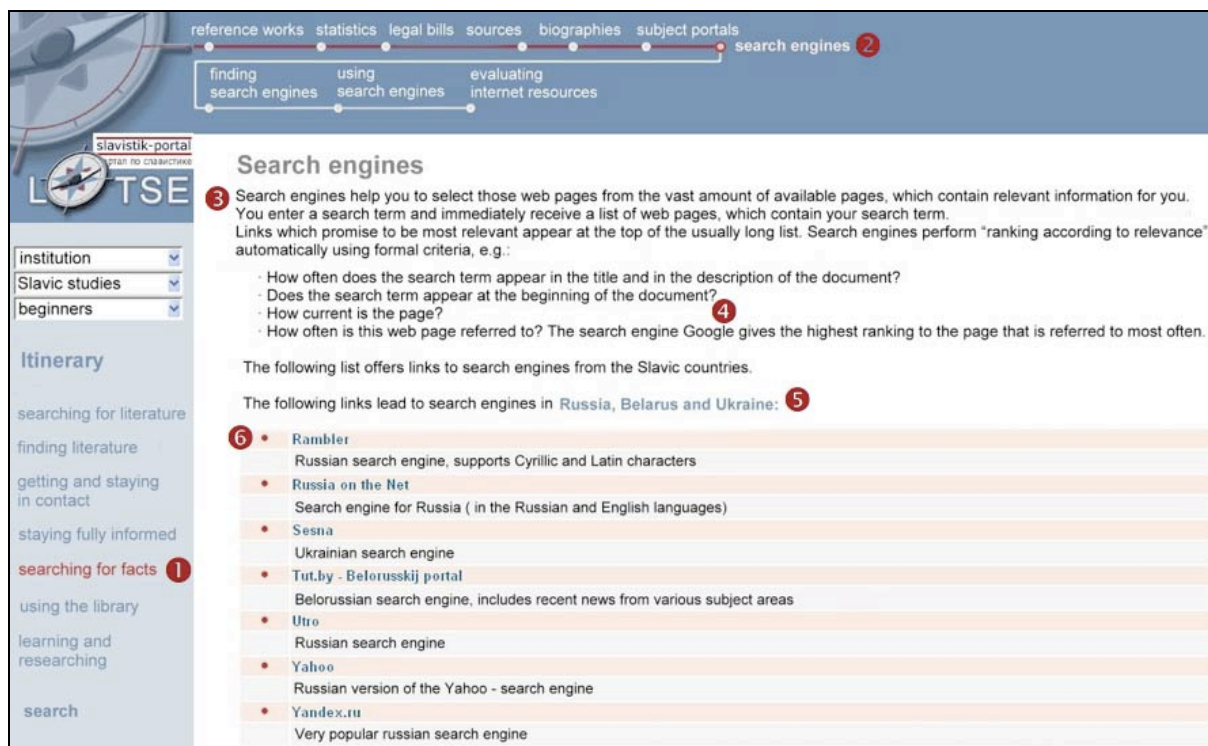 reference works statistics legal bills sources biographies subject portals
search engines 2
finding using evaluating
search engines search engines internet resources
slavistik-portal
портал по славистике
LOTSE
institution
Slavic studies
beginners
Itinerary
searching for literature
finding literature
getting and staying
in contact
staying fully informed
searching for facts 1
using the library
learning and
researching
search
Search engines
3 Search engines help you to select those web pages from the vast amount of available pages, which contain relevant information for you.
You enter a search term and immediately receive a list of web pages, which contain your search term.
Links which promise to be most relevant appear at the top of the usually long list. Search engines perform “ranking according to relevance”
automatically using formal criteria, e.g.:
· How often does the search term appear in the title and in the description of the document?
· Does the search term appear at the beginning of the document?
· How current is the page? 4
· How often is this web page referred to? The search engine Google gives the highest ranking to the page that is referred to most often.
The following list offers links to search engines from the Slavic countries.
The following links lead to search engines in Russia, Belarus and Ukraine: 5
6 • Rambler
Russian search engine, supports Cyrillic and Latin characters
• Russia on the Net
Search engine for Russia ( in the Russian and English languages)
• Sesna
Ukrainian search engine
• Tut.by - Belorusskij portal
Belorussian search engine, includes recent news from various subject areas
• Utro
Russian search engine
• Yahoo
Russian version of the Yahoo - search engine
• Yandex.ru
Very popular russian search engine